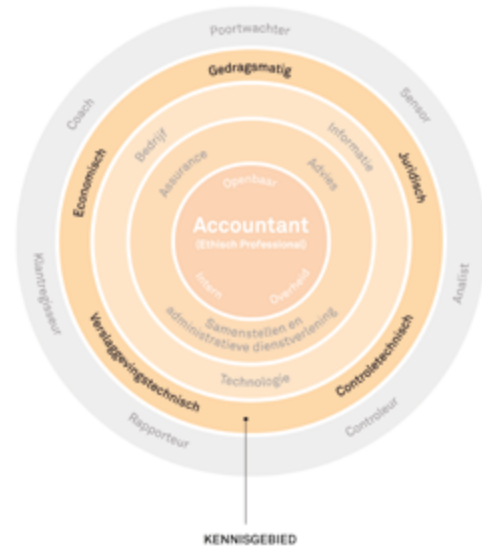 Poortwachter
Gedragsmatig
Coach
Sensor
Bedrijf
Informatie
Economisch
Juridisch
Assurance
Advies
Openbaar
Accountant
(Ethisch Professional)
Intern
Overheid
Klantregisseur
Analist
Samenstellen en
administratieve dienstverlening
Verslaggevingstechnisch
Controletechnisch
Technologie
Rapporteur
Controleur
KENNISGEBIED